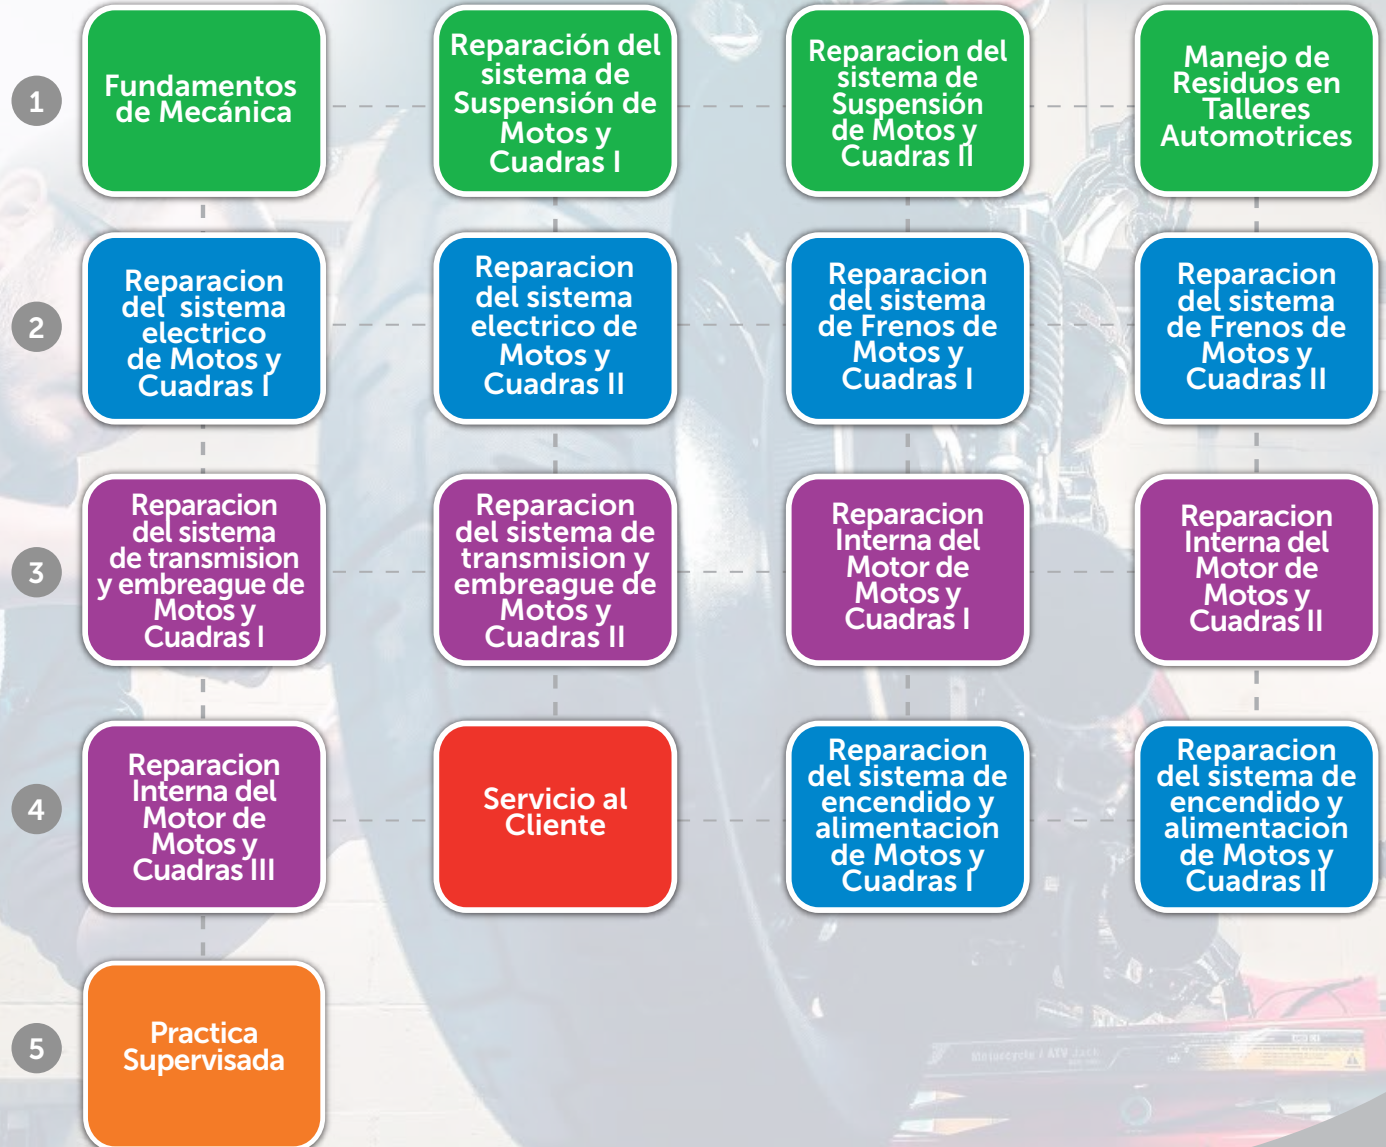 1
Fundamentos
de Mecánica
Reparación del
sistema de
Suspensión de
Motos y
Cuadras I
Reparacion del
sistema de
Suspensión
de Motos y
Cuadras II
Manejo de
Residuos en
Talleres
Automotrices
2
Reparacion
del sistema
electrico
de Motos y
Cuadras I
Reparacion
del sistema
electrico de
Motos y
Cuadras II
Reparacion
del sistema
de Frenos de
Motos y
Cuadras I
Reparacion
del sistema
de Frenos de
Motos y
Cuadras II
3
Reparacion
del sistema
de transmision
y embreague de
Motos y
Cuadras I
Reparacion
del sistema de
transmision y
embreague de
Motos y
Cuadras II
Reparacion
Interna del
Motor de
Motos y
Cuadras I
Reparacion
Interna del
Motor de
Motos y
Cuadras II
4
Reparacion
Interna del
Motor de
Motos y
Cuadras III
Servicio al
Cliente
Reparacion
del sistema de
encendido y
alimentacion
de Motos y
Cuadras I
Reparacion
del sistema de
encendido y
alimentacion
de Motos y
Cuadras II
5
Practica
Supervisada
Motorcycle / ATV Jack